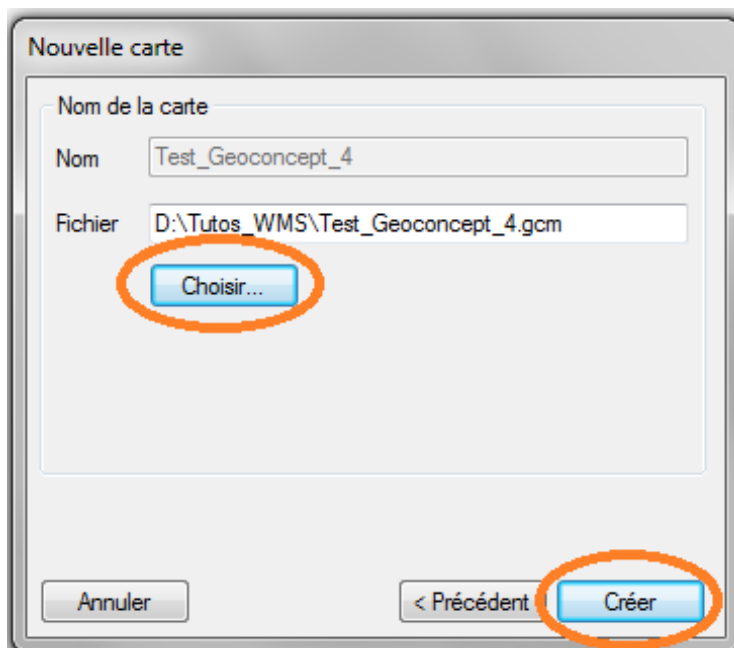 Nouvelle carte
Nom de la carte
Nom Test_Geoconcept_4
Fichier D:\Tutos_WMS\Test_Geoconcept_4.gcm
Choisir...
Annuler < Précédent Créer